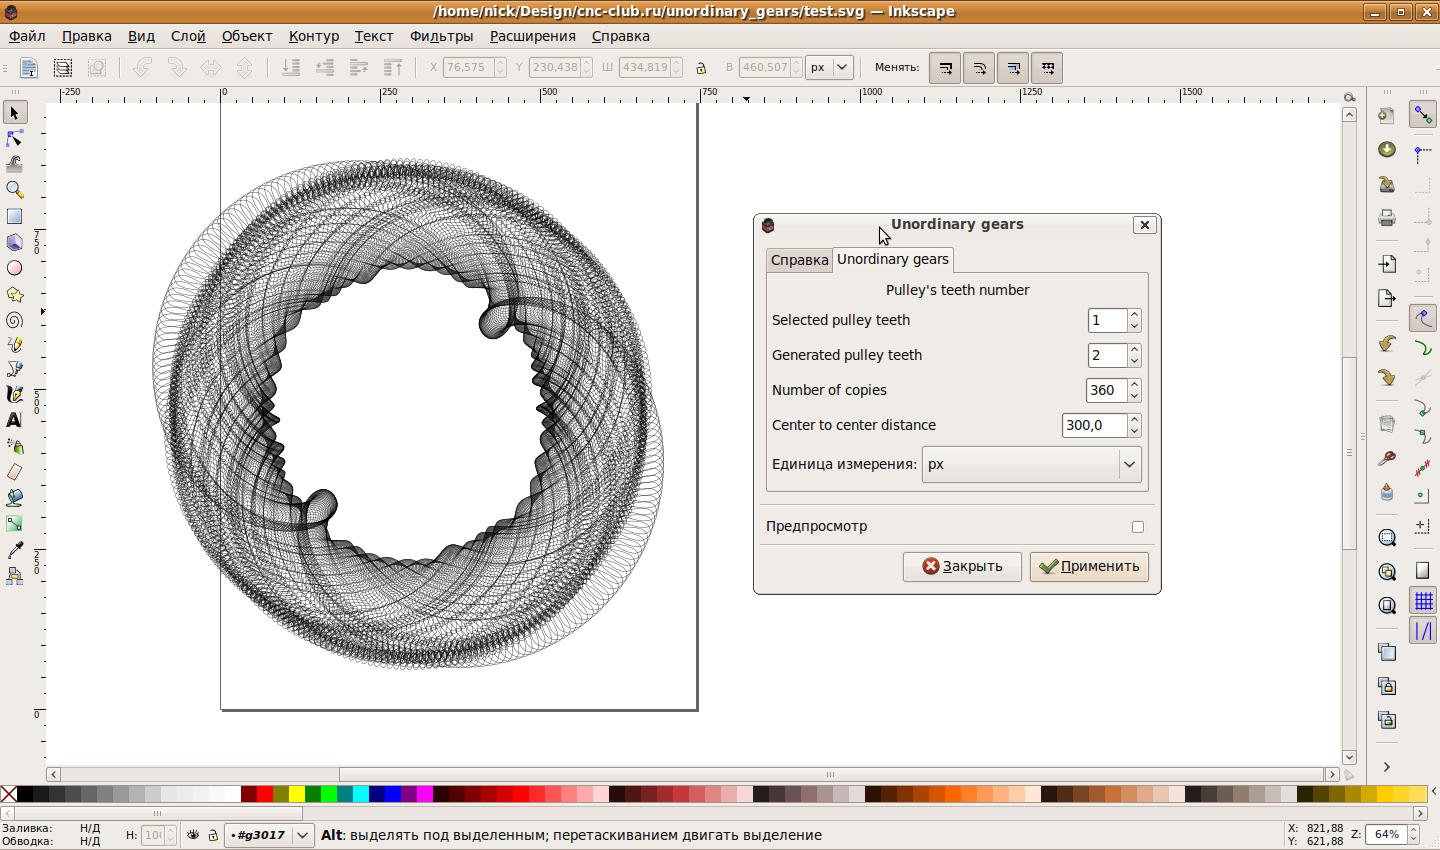 /home/nick/Design/cnc-club.ru/unordinary_gears/test.svg — Inkscape
Файл Правка Вид Слой Объект Контур Текст Фильтры Расширения Справка
X 76,575 Y 230,438 Ш 434,819 В 460,507 px Менять:
-250 0 250 500 750 1000 1250 1500
750
500
250
0
Unordinary gears
Справка Unordinary gears
Pulley's teeth number
Selected pulley teeth 1
Generated pulley teeth 2
Number of copies 360
Center to center distance 300,0
Единица измерения: px
Предпросмотр
Закрыть Применить
Заливка: Н/Д
Обводка: Н/Д
Н:
•#g3017
Alt: выделять под выделенным; перетаскиванием двигать выделение
X: 821,88
Y: 621,88
Z: 64%